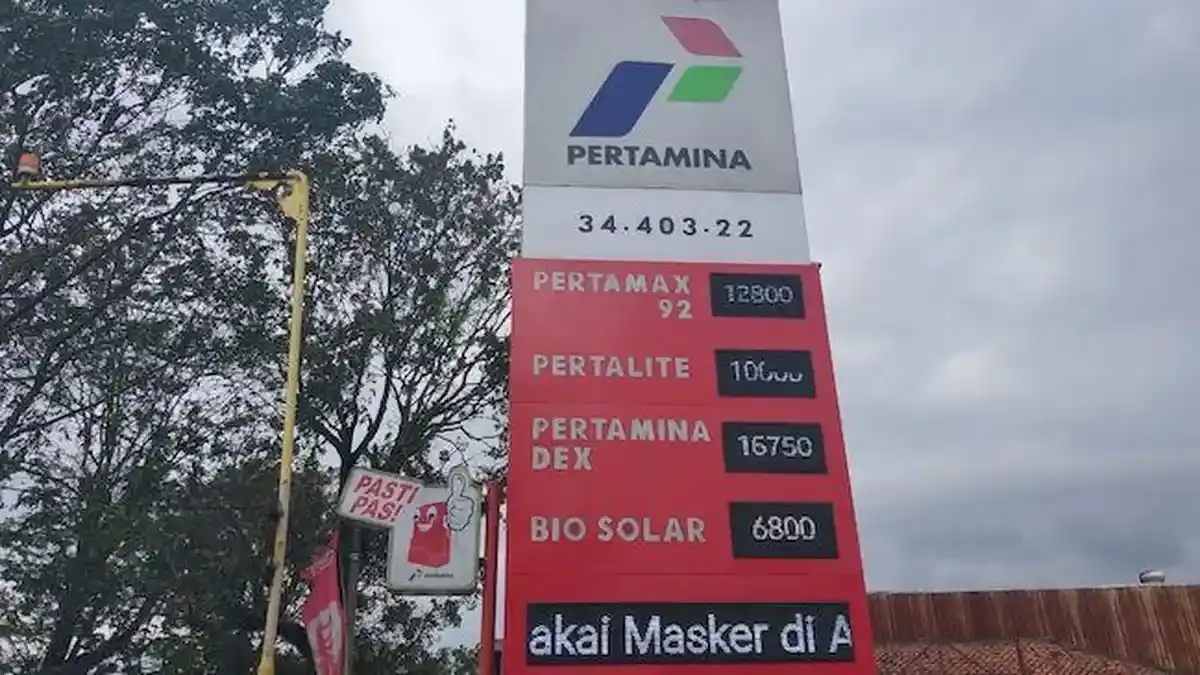 PERTAMINA
34.403.22
PERTAMAX 92 12800
PERTALITE 10000
PERTAMINA DEX 16750
BIO SOLAR 6800
akai Masker di A
PASTI
PAS!